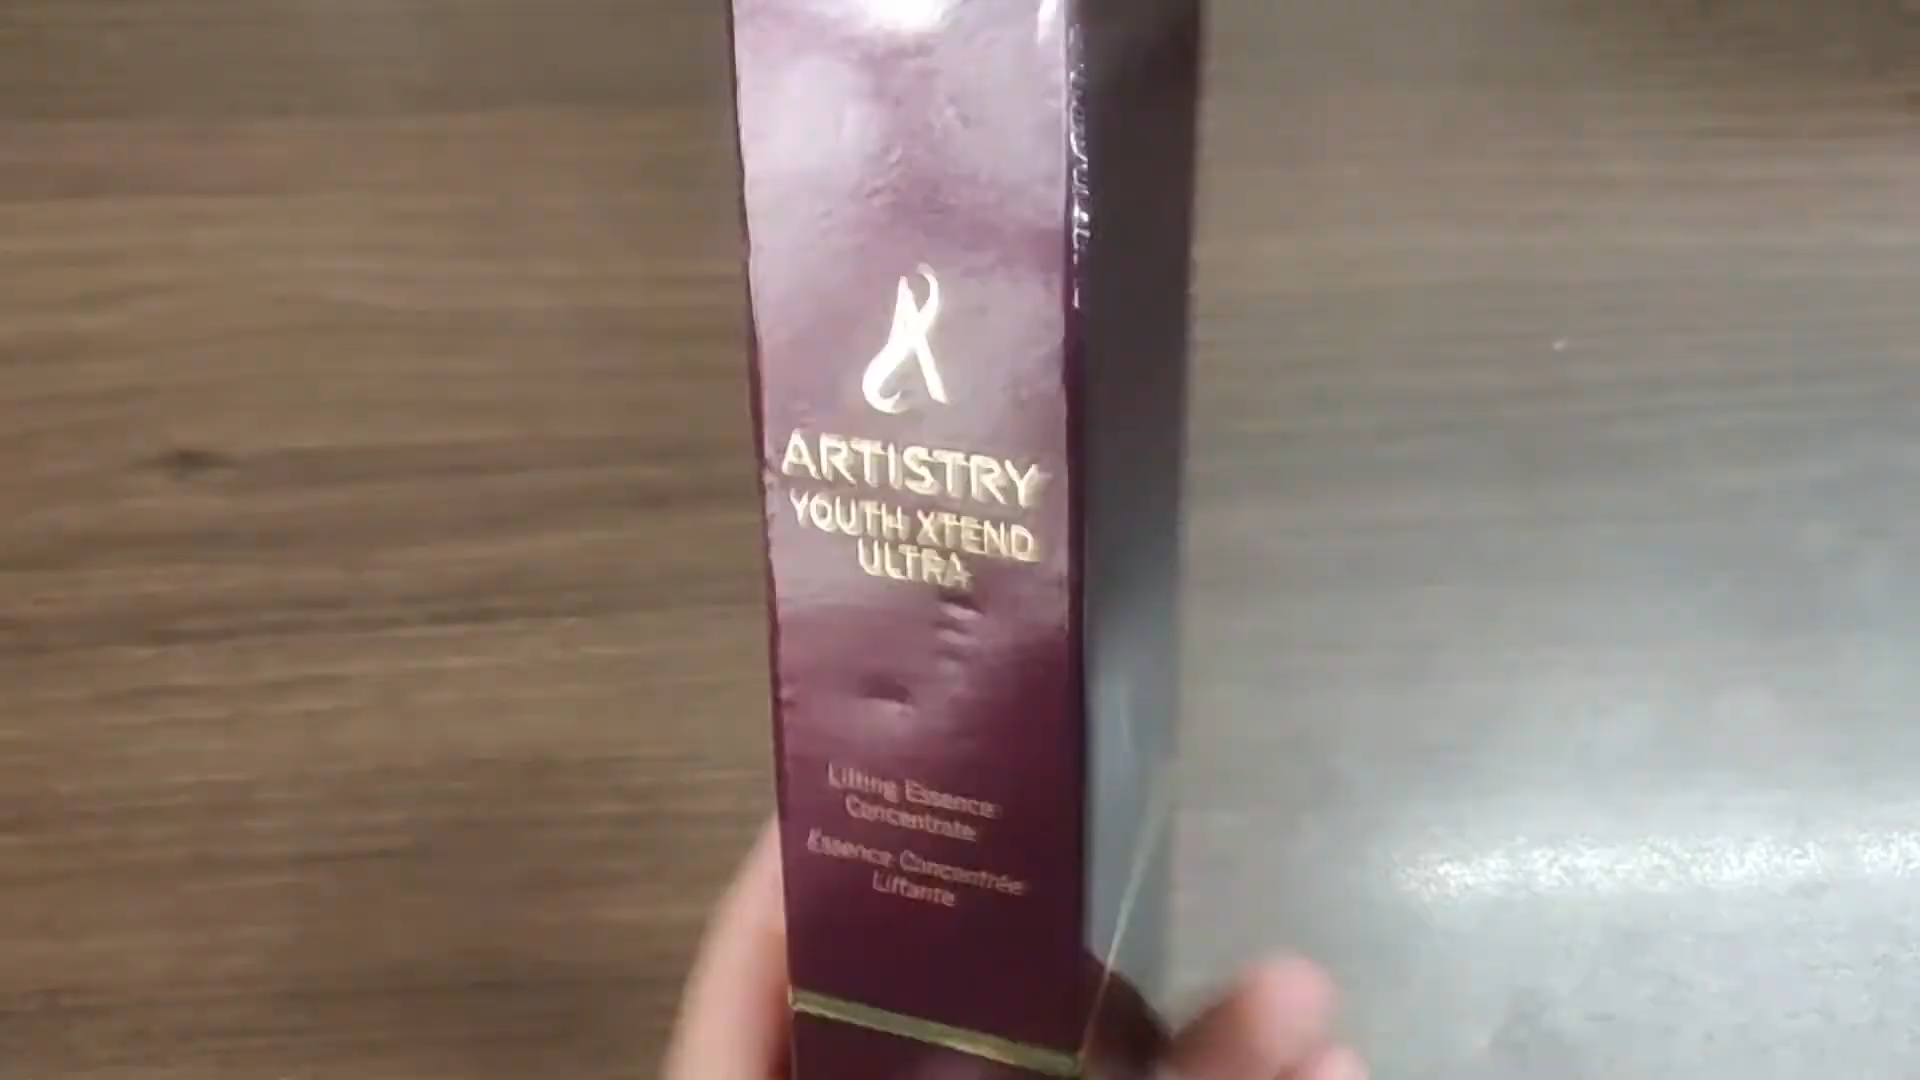 ARTISTRY
YOUTH XTEND
ULTRA
Lifting Essence
Concentrate
Essence Concentrée
Liftante